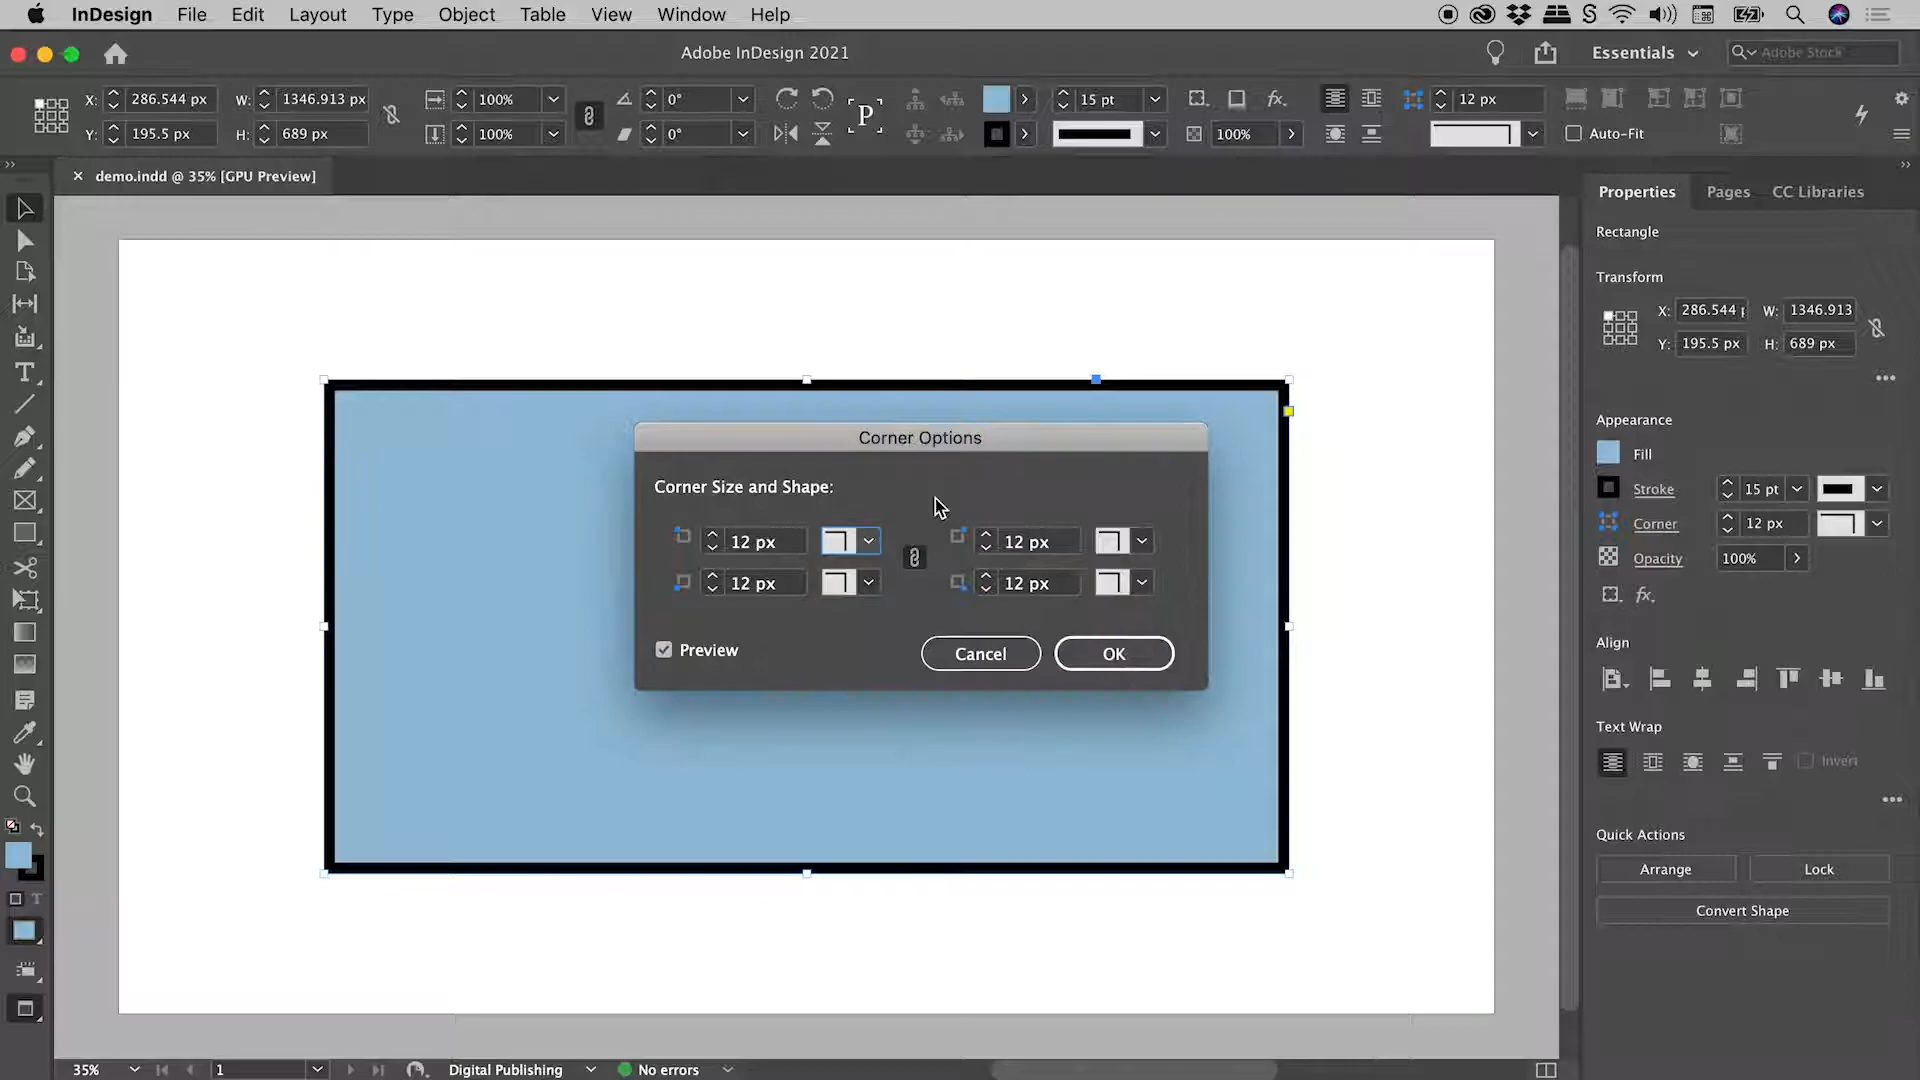 InDesign File Edit Layout Type Object Table View Window Help
Adobe InDesign 2021
Essentials
Adobe Stock
X: 286.544 px W: 1346.913 px 100% 0° 15 pt fx. 12 px
Y: 195.5 px H: 689 px 100% 0° P 100% Auto-Fit
demo.indd @ 35% [GPU Preview]
Properties Pages CC Libraries
Rectangle
Transform
X: 286.544 W: 1346.913
Y: 195.5 px H: 689 px
Appearance
Fill
Stroke 15 pt
Corner 12 px
Opacity 100%
fx.
Align
Text Wrap
Invert
Quick Actions
Arrange Lock
Convert Shape
Corner Options
Corner Size and Shape:
12 px 12 px
12 px 12 px
Preview Cancel OK
35% 1 Digital Publishing No errors